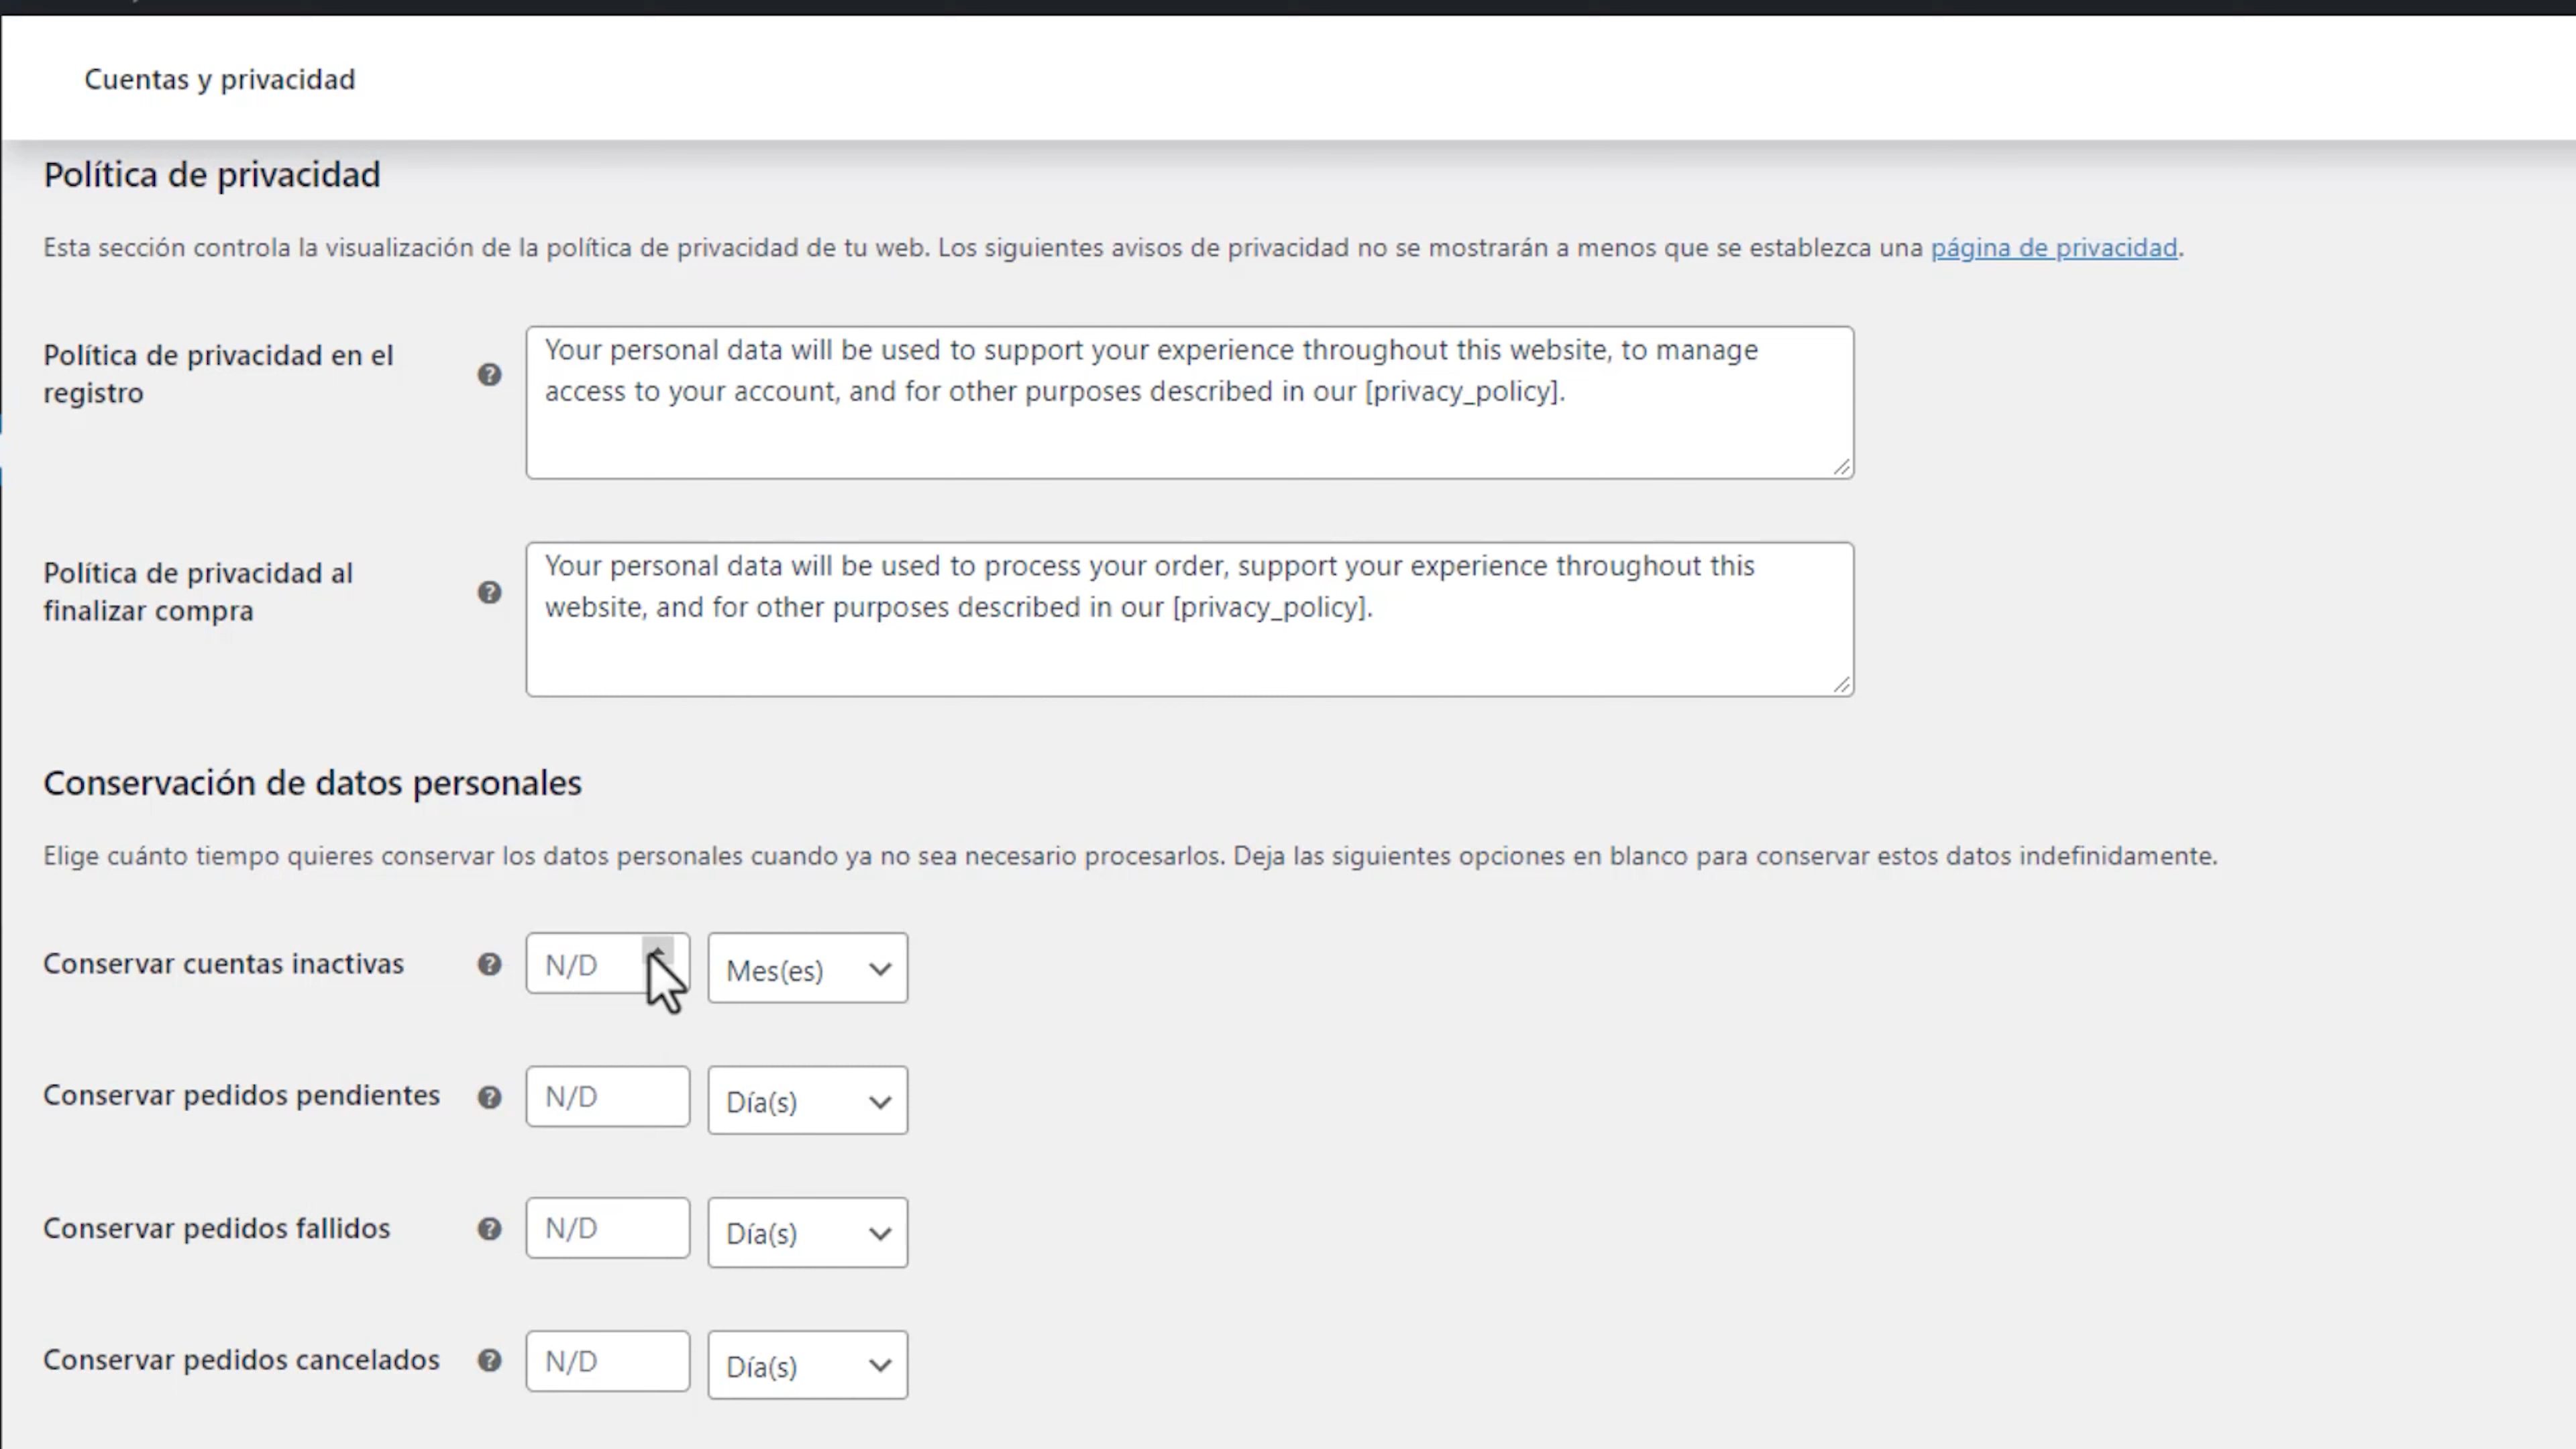 Cuentas y privacidad
Política de privacidad
Esta sección controla la visualización de la política de privacidad de tu web. Los siguientes avisos de privacidad no se mostrarán a menos que se establezca una página de privacidad.
Política de privacidad en el
registro
Your personal data will be used to support your experience throughout this website, to manage
access to your account, and for other purposes described in our [privacy_policy].
Política de privacidad al
finalizar compra
Your personal data will be used to process your order, support your experience throughout this
website, and for other purposes described in our [privacy_policy].
Conservación de datos personales
Elige cuánto tiempo quieres conservar los datos personales cuando ya no sea necesario procesarlos. Deja las siguientes opciones en blanco para conservar estos datos indefinidamente.
Conservar cuentas inactivas N/D Mes(es)
Conservar pedidos pendientes N/D Día(s)
Conservar pedidos fallidos N/D Día(s)
Conservar pedidos cancelados N/D Día(s)